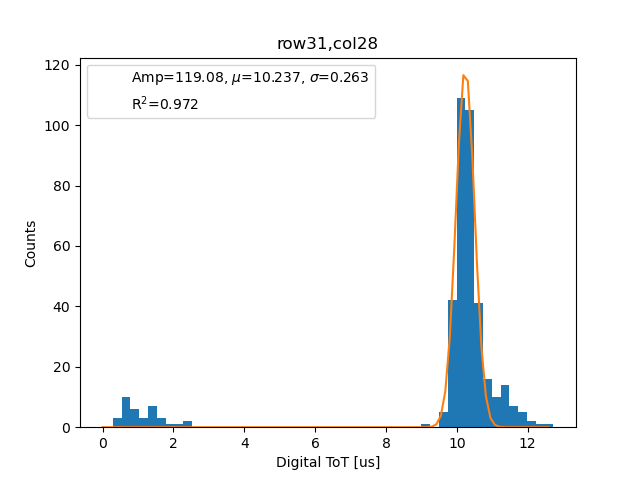 row31,col28
Amp=119.08, μ=10.237, σ=0.263
R²=0.972
120
100
80
60
40
20
0
Counts
0 2 4 6 8 10 12
Digital ToT [us]